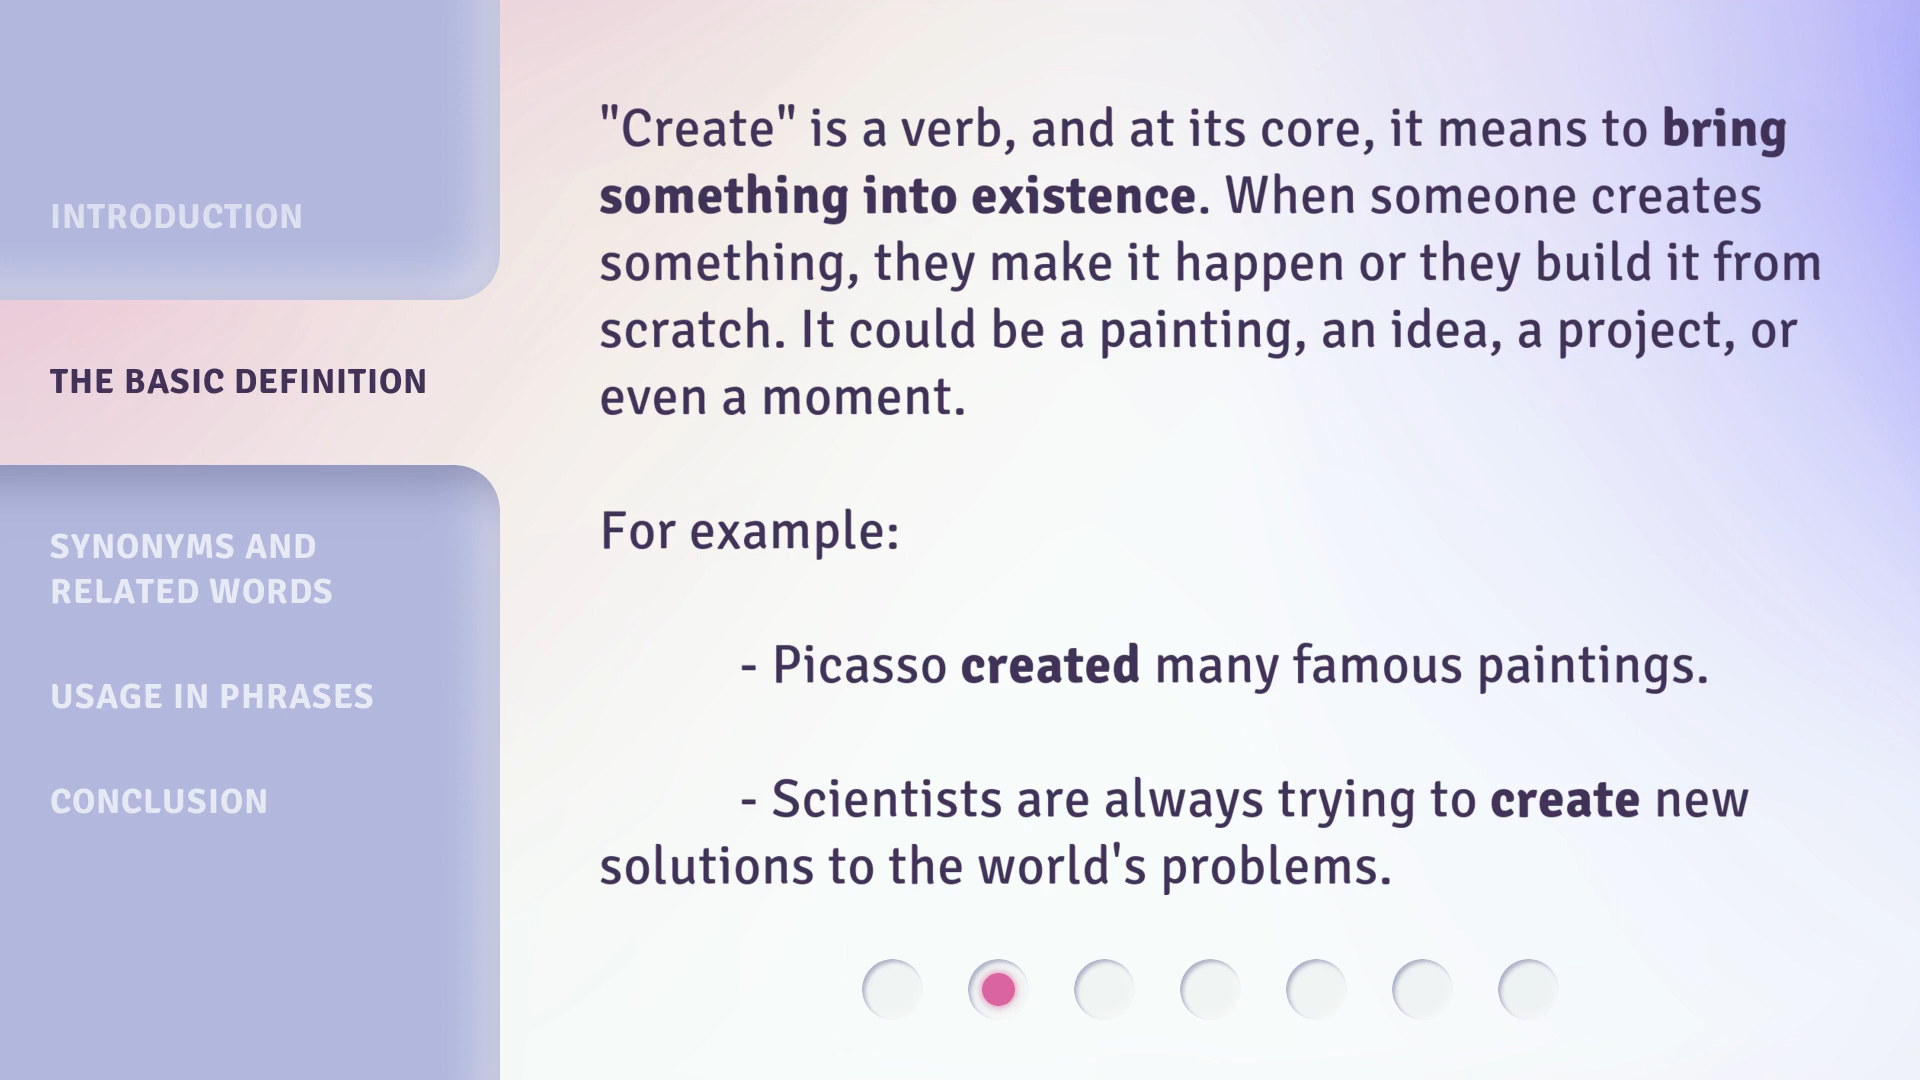 INTRODUCTION
THE BASIC DEFINITION
SYNONYMS AND
RELATED WORDS
USAGE IN PHRASES
CONCLUSION
"Create" is a verb, and at its core, it means to bring
something into existence. When someone creates
something, they make it happen or they build it from
scratch. It could be a painting, an idea, a project, or
even a moment.
For example:
- Picasso created many famous paintings.
- Scientists are always trying to create new
solutions to the world's problems.